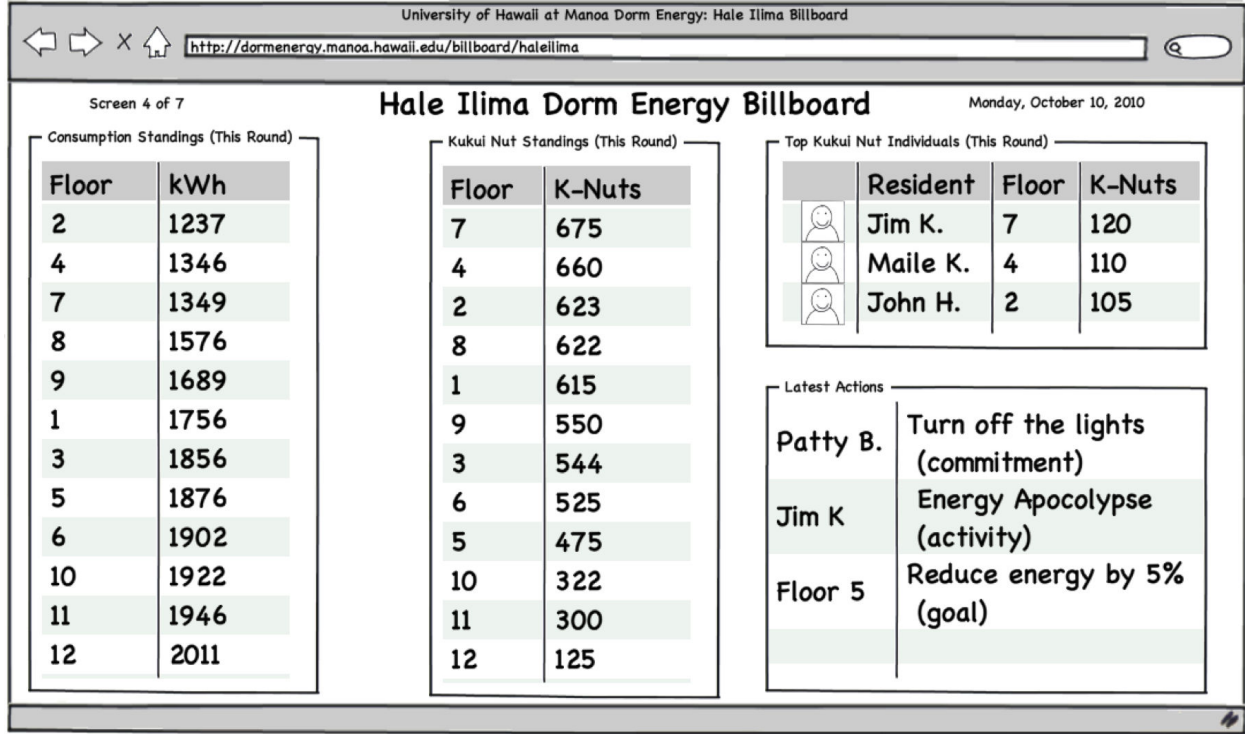 University of Hawaii at Manoa Dorm Energy: Hale Ilima Billboard
http://dormenergy.manoa.hawaii.edu/billboard/haleilima
Screen 4 of 7
Hale Ilima Dorm Energy Billboard
Monday, October 10, 2010
Consumption Standings (This Round)
Floor kWh
2 1237
4 1346
7 1349
8 1576
9 1689
1 1756
3 1856
5 1876
6 1902
10 1922
11 1946
12 2011
Kukui Nut Standings (This Round)
Floor K-Nuts
7 675
4 660
2 623
8 622
1 615
9 550
3 544
6 525
5 475
10 322
11 300
12 125
Top Kukui Nut Individuals (This Round)
Resident Floor K-Nuts
Jim K. 7 120
Maile K. 4 110
John H. 2 105
Latest Actions
Patty B. Turn off the lights
(commitment)
Jim K Energy Apocolypse
(activity)
Floor 5 Reduce energy by 5%
(goal)